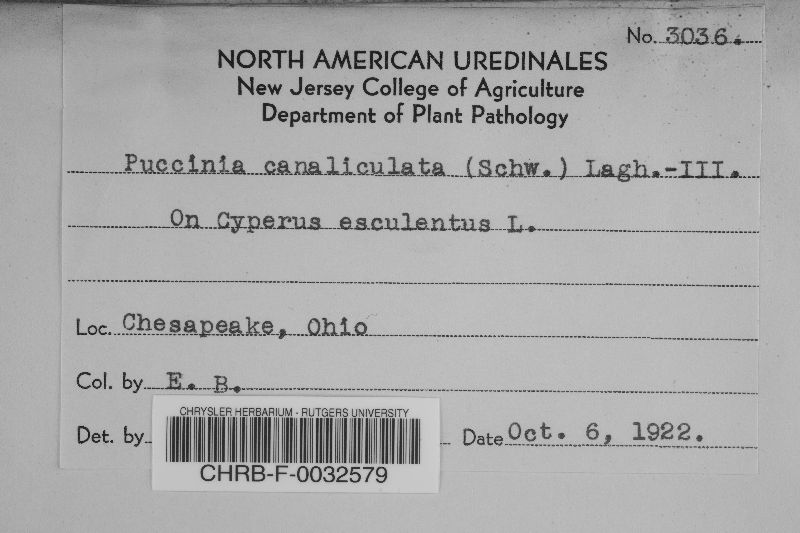 No. 3036.
NORTH AMERICAN UREDINALES
New Jersey College of Agriculture
Department of Plant Pathology
Puccinia canaliculata (Schw.) Lagh.-III.
On Cyperus esculentus L.
Loc. Chesapeake, Ohio
Col. by E. B.
Det. by Date Oct. 6, 1922.
CHRYSLER HERBARIUM - RUTGERS UNIVERSITY
CHRB-F-0032579